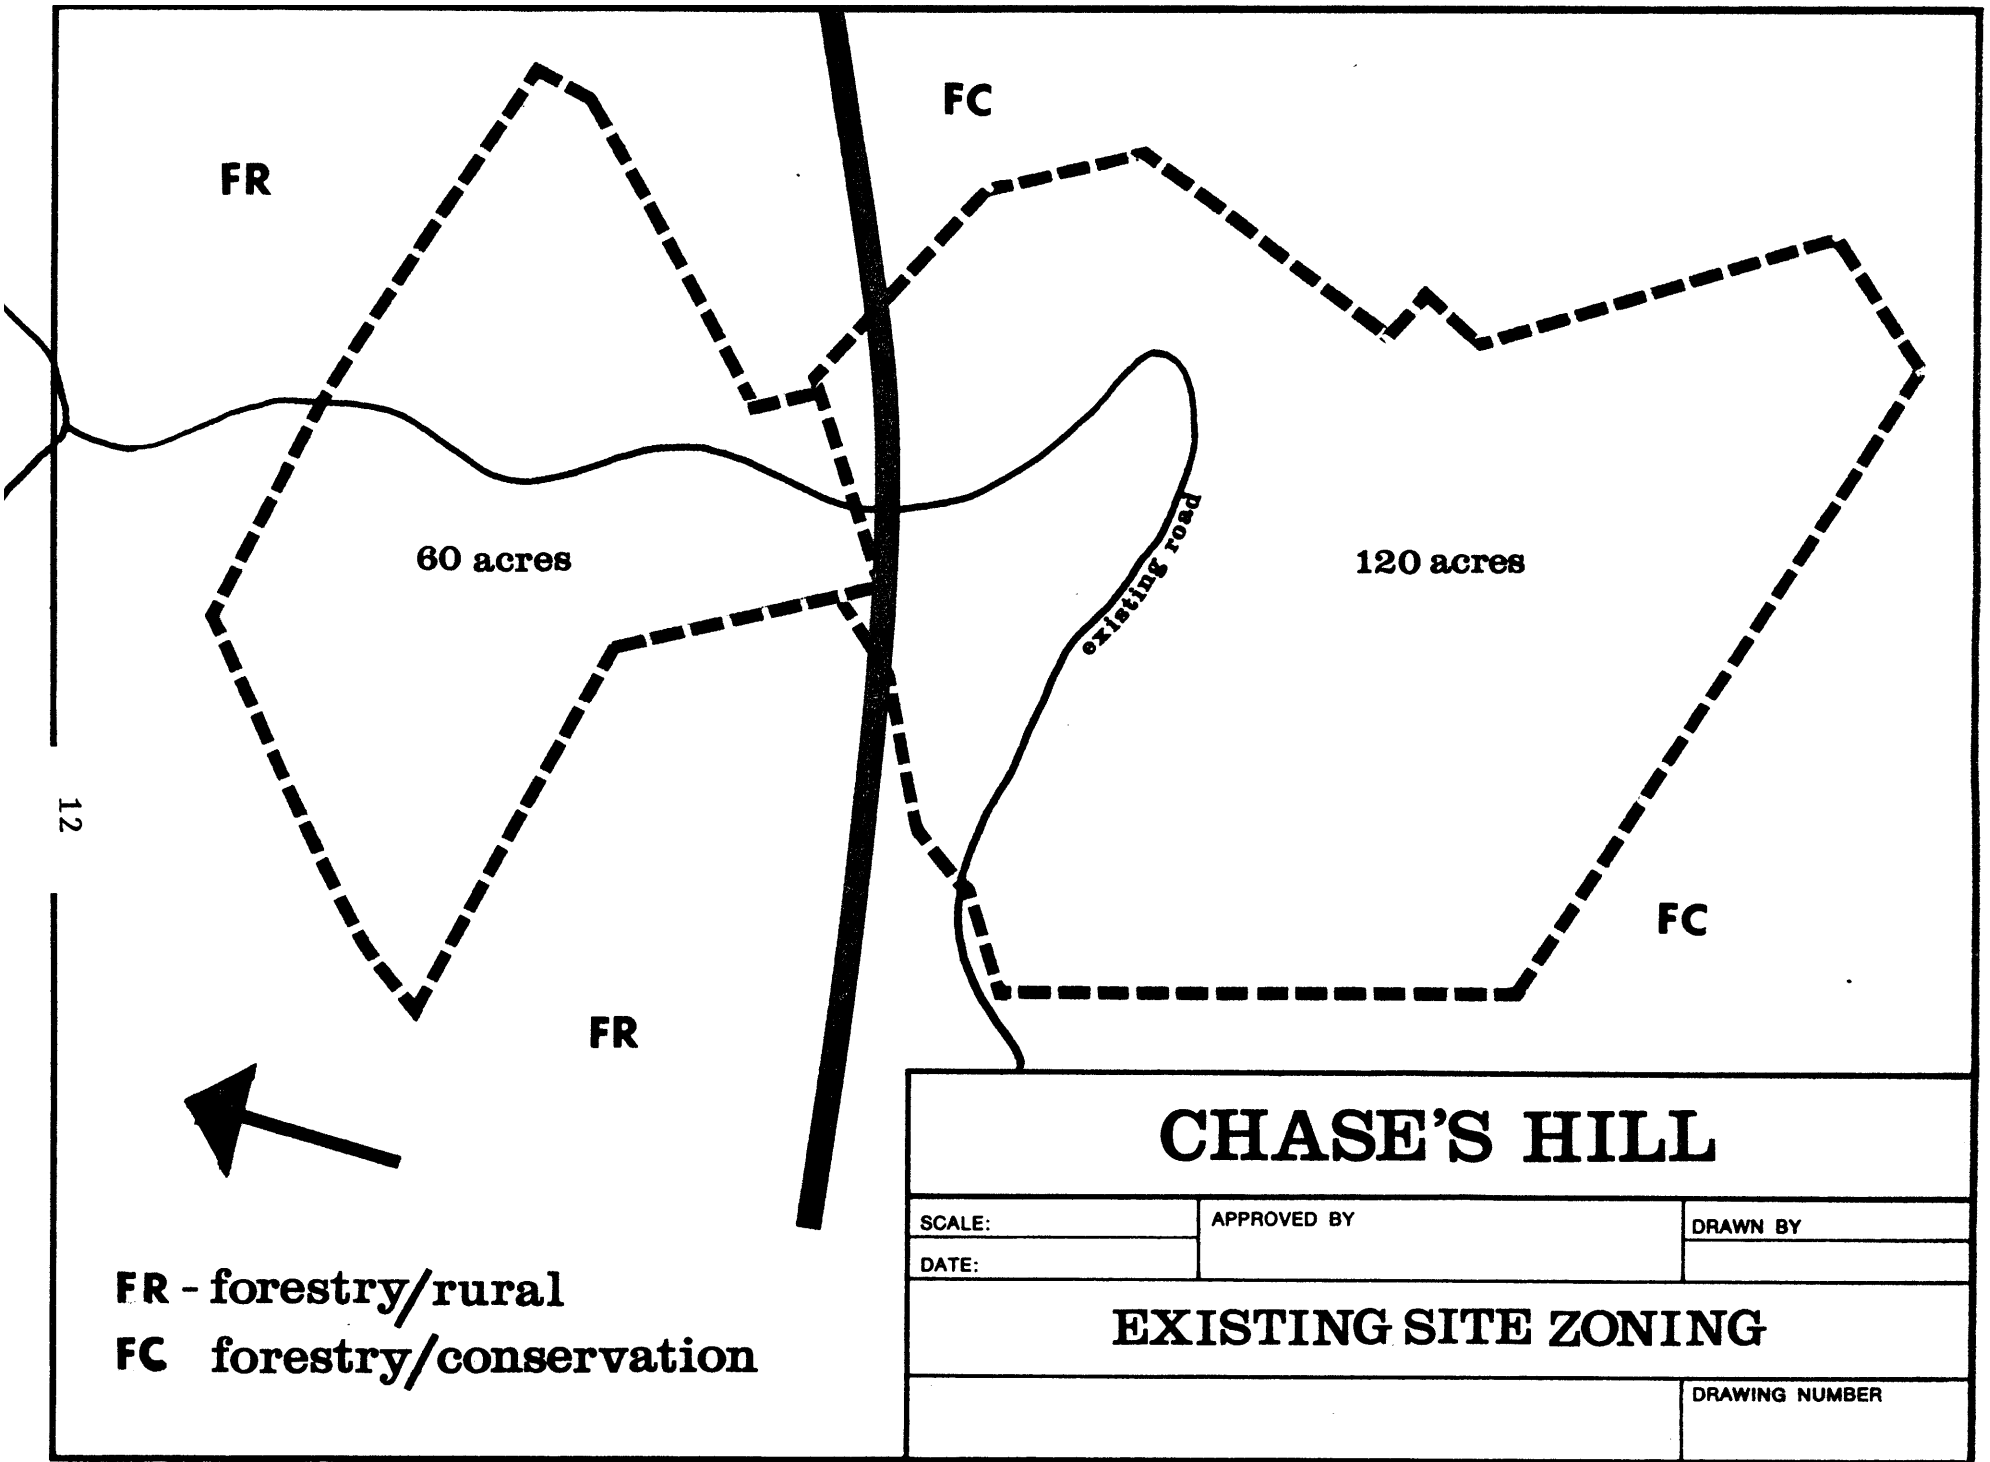 FC
FR
60 acres
existing road
120 acres
12
FC
FR
CHASE'S HILL
SCALE:
APPROVED BY
DRAWN BY
DATE:
FR - forestry/rural
FC forestry/conservation
EXISTING SITE ZONING
DRAWING NUMBER